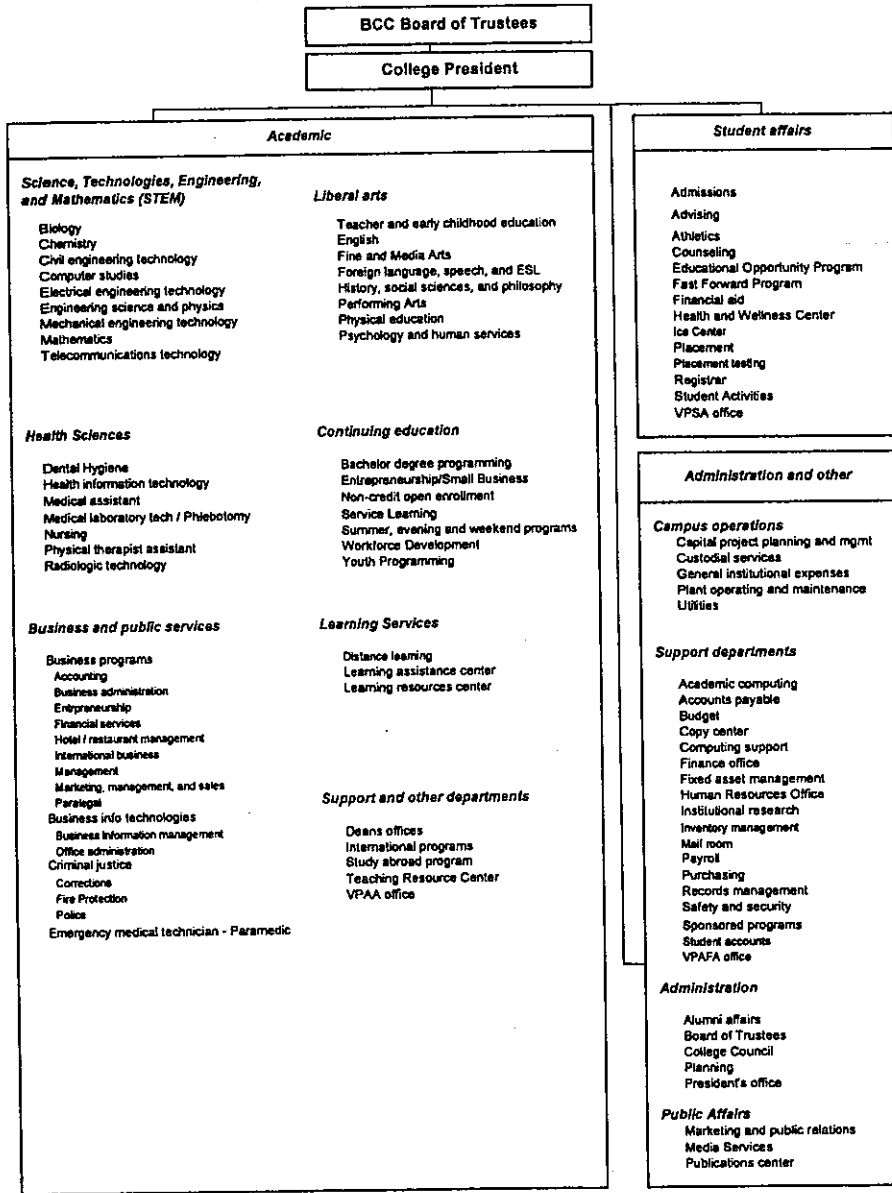 BCC Board of Trustees
College President
Academic
Science, Technologies, Engineering,
and Mathematics (STEM)
Biology
Chemistry
Civil engineering technology
Computer studies
Electrical engineering technology
Engineering science and physics
Mechanical engineering technology
Mathematics
Telecommunications technology
Liberal arts
Teacher and early childhood education
English
Fine and Media Arts
Foreign language, speech, and ESL
History, social sciences, and philosophy
Performing Arts
Physical education
Psychology and human services
Health Sciences
Dental Hygiene
Health information technology
Medical assistant
Medical laboratory tech / Phlebotomy
Nursing
Physical therapist assistant
Radiologic technology
Continuing education
Bachelor degree programming
Entrepreneurship/Small Business
Non-credit open enrollment
Service Learning
Summer, evening and weekend programs
Workforce Development
Youth Programming
Business and public services
Business programs
Accounting
Business administration
Entrepreneurship
Financial services
Hotel / restaurant management
International business
Management
Marketing, management, and sales
Paralegal
Business info technologies
Business Information management
Office administration
Criminal justice
Corrections
Fire Protection
Police
Emergency medical technician - Paramedic
Learning Services
Distance learning
Learning assistance center
Learning resources center
Support and other departments
Deans offices
International programs
Study abroad program
Teaching Resource Center
VPAA office
Student affairs
Admissions
Advising
Athletics
Counseling
Educational Opportunity Program
Fast Forward Program
Financial aid
Health and Wellness Center
Ice Center
Placement
Placement testing
Registrar
Student Activities
VPSA office
Administration and other
Campus operations
Capital project planning and mgmt
Custodial services
General institutional expenses
Plant operating and maintenance
Utilities
Support departments
Academic computing
Accounts payable
Budget
Copy center
Computing support
Finance office
Fixed asset management
Human Resources Office
Institutional research
Inventory management
Mail room
Payroll
Purchasing
Records management
Safety and security
Sponsored programs
Student accounts
VPAFA office
Administration
Alumni affairs
Board of Trustees
College Council
Planning
President's office
Public Affairs
Marketing and public relations
Media Services
Publications center